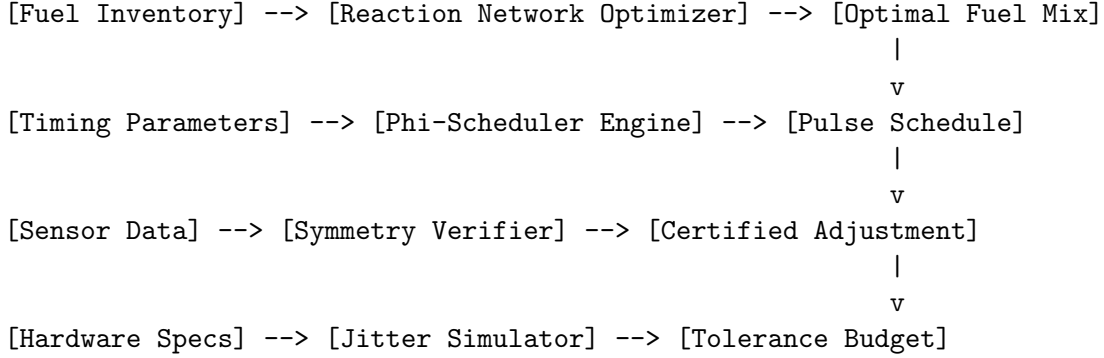 [Fuel Inventory] --> [Reaction Network Optimizer] --> [Optimal Fuel Mix]
|
v
[Timing Parameters] --> [Phi-Scheduler Engine] --> [Pulse Schedule]
|
v
[Sensor Data] --> [Symmetry Verifier] --> [Certified Adjustment]
|
v
[Hardware Specs] --> [Jitter Simulator] --> [Tolerance Budget]